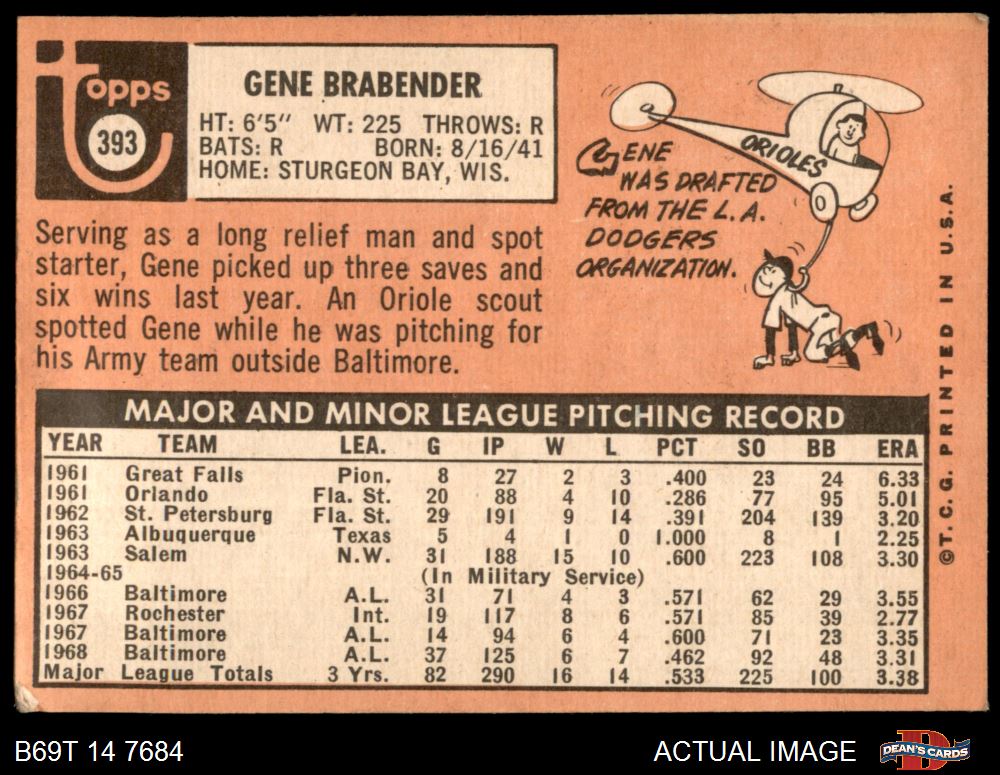 Topps
393
GENE BRABENDER
HT: 6'5" WT: 225 THROWS: R
BATS: R BORN: 8/16/41
HOME: STURGEON BAY, WIS.
Serving as a long relief man and spot
starter, Gene picked up three saves and
six wins last year. An Oriole scout
spotted Gene while he was pitching for
his Army team outside Baltimore.
ORIOLES
GENE
WAS DRAFTED
FROM THE L.A.
DODGERS
ORGANIZATION.
©T.C.G. PRINTED IN U.S.A.
MAJOR AND MINOR LEAGUE PITCHING RECORD
YEAR TEAM LEA. G IP W L PCT SO BB ERA
1961 Great Falls Pion. 8 27 2 3 .400 23 24 6.33
1961 Orlando Fla. St. 20 88 4 10 .286 77 95 5.01
1962 St. Petersburg Fla. St. 29 191 9 14 .391 204 139 3.20
1963 Albuquerque Texas 5 4 1 0 1.000 8 1 2.25
1963 Salem N.W. 31 188 15 10 .600 223 108 3.30
1964-65 (In Military Service)
1966 Baltimore A.L. 31 71 4 3 .571 62 29 3.55
1967 Rochester Int. 19 117 8 6 .571 85 39 2.77
1967 Baltimore A.L. 14 94 6 4 .600 71 23 3.35
1968 Baltimore A.L. 37 125 6 7 .462 92 48 3.31
Major League Totals 3 Yrs. 82 290 16 14 .533 225 100 3.38
B69T 14 7684
ACTUAL IMAGE
DEAN'S CARDS